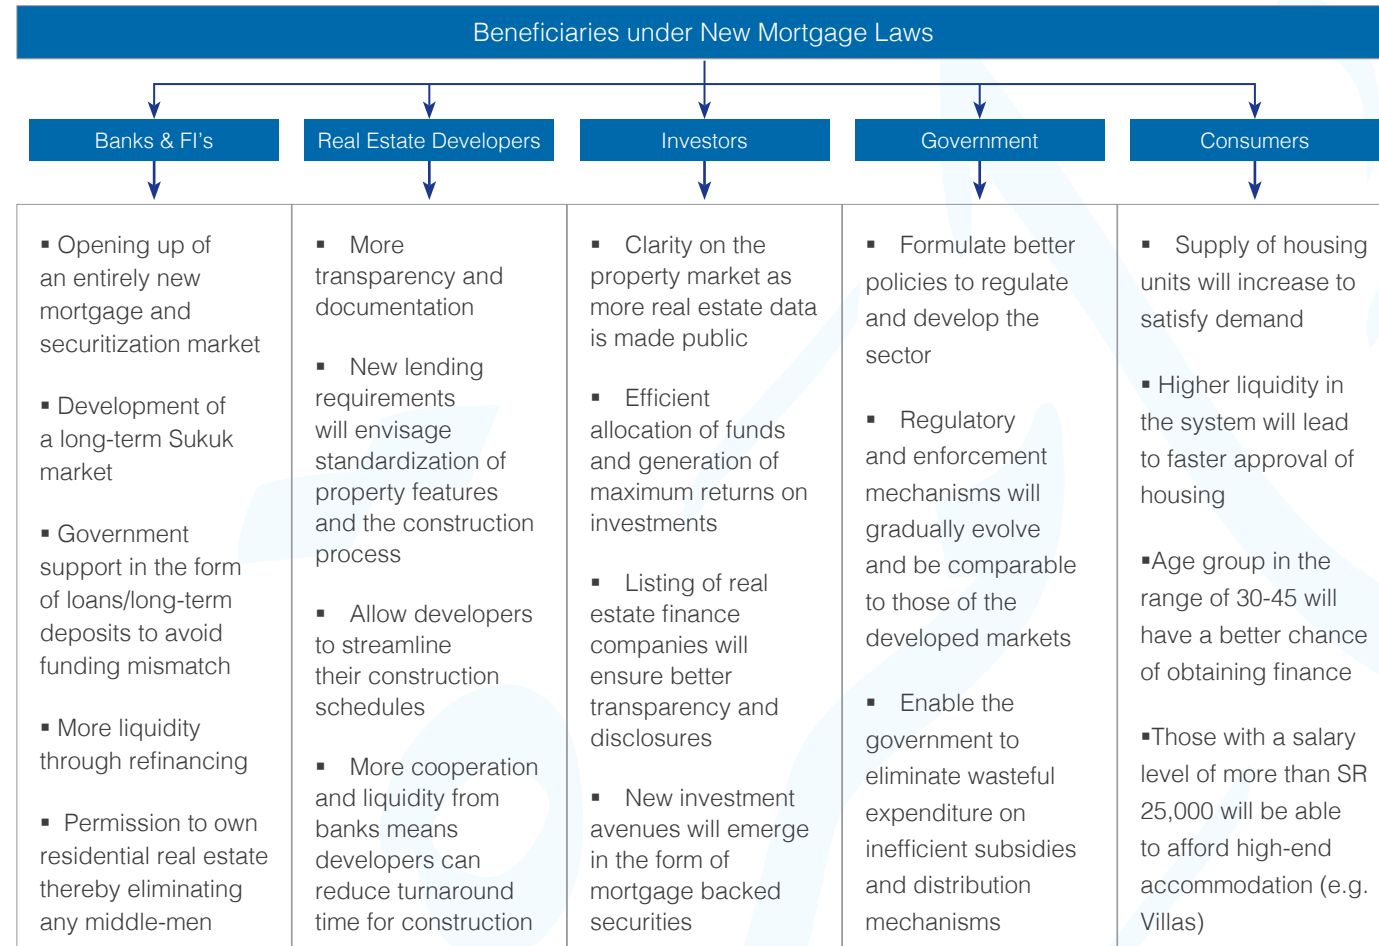 Beneficiaries under New Mortgage Laws
Banks & FI's
Real Estate Developers
Investors
Government
Consumers
▪ Opening up of
an entirely new
mortgage and
securitization market
▪ Development of
a long-term Sukuk
market
▪ Government
support in the form
of loans/long-term
deposits to avoid
funding mismatch
▪ More liquidity
through refinancing
▪ Permission to own
residential real estate
thereby eliminating
any middle-men
▪ More
transparency and
documentation
▪ New lending
requirements
will envisage
standardization of
property features
and the construction
process
▪ Allow developers
to streamline
their construction
schedules
▪ More cooperation
and liquidity from
banks means
developers can
reduce turnaround
time for construction
▪ Clarity on the
property market as
more real estate data
is made public
▪ Efficient
allocation of funds
and generation of
maximum returns on
investments
▪ Listing of real
estate finance
companies will
ensure better
transparency and
disclosures
▪ New investment
avenues will emerge
in the form of
mortgage backed
securities
▪ Formulate better
policies to regulate
and develop the
sector
▪ Regulatory
and enforcement
mechanisms will
gradually evolve
and be comparable
to those of the
developed markets
▪ Enable the
government to
eliminate wasteful
expenditure on
inefficient subsidies
and distribution
mechanisms
▪ Supply of housing
units will increase to
satisfy demand
▪ Higher liquidity in
the system will lead
to faster approval of
housing
▪Age group in the
range of 30-45 will
have a better chance
of obtaining finance
▪Those with a salary
level of more than SR
25,000 will be able
to afford high-end
accommodation (e.g.
Villas)